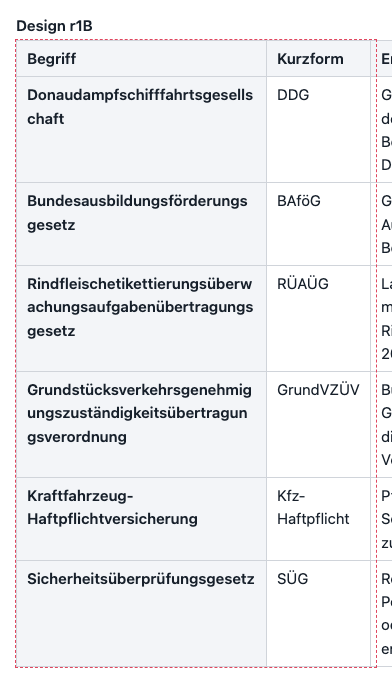 Design r1B
Begriff Kurzform
Donaudampfschifffahrtsgesells DDG
chaft
Bundesausbildungsförderungs BAföG
gesetz
Rindfleischetikettierungsüberw RÜAÜG
achungsaufgabenübertragungs
gesetz
Grundstücksverkehrsgenehmig GrundVZÜV
ungszuständigkeitsübertragun
gsverordnung
Kraftfahrzeug- Kfz-
Haftpflichtversicherung Haftpflicht
Sicherheitsüberprüfungsgesetz SÜG